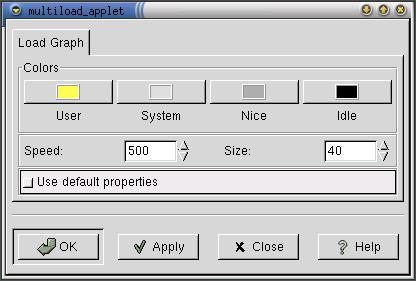 multiload_applet
Load Graph
Colors
User System Nice Idle
Speed: 500 Size: 40
Use default properties
OK Apply Close Help